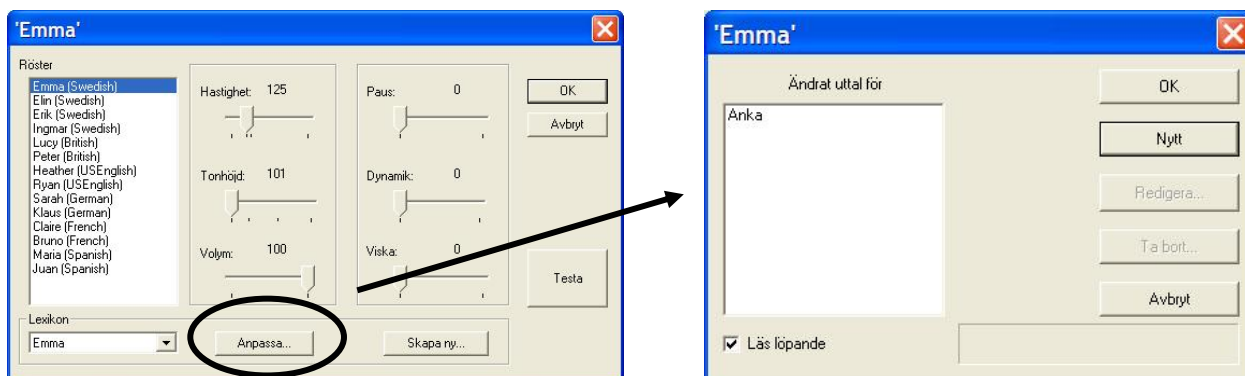 'Emma'
Röster
Emma (Swedish)
Elin (Swedish)
Erik (Swedish)
Ingmar (Swedish)
Lucy (British)
Peter (British)
Heather (USEnglish)
Ryan (USEnglish)
Sarah (German)
Klaus (German)
Claire (French)
Bruno (French)
Maria (Spanish)
Juan (Spanish)
Hastighet: 125
Tonhöjd: 101
Volym: 100
Paus: 0
Dynamik: 0
Viska: 0
OK
Avbryt
Testa
Lexikon
Emma
Anpassa...
Skapa ny...
'Emma'
Ändrat uttal för
Anka
OK
Nytt
Redigera...
Ta bort...
Avbryt
Läs löpande